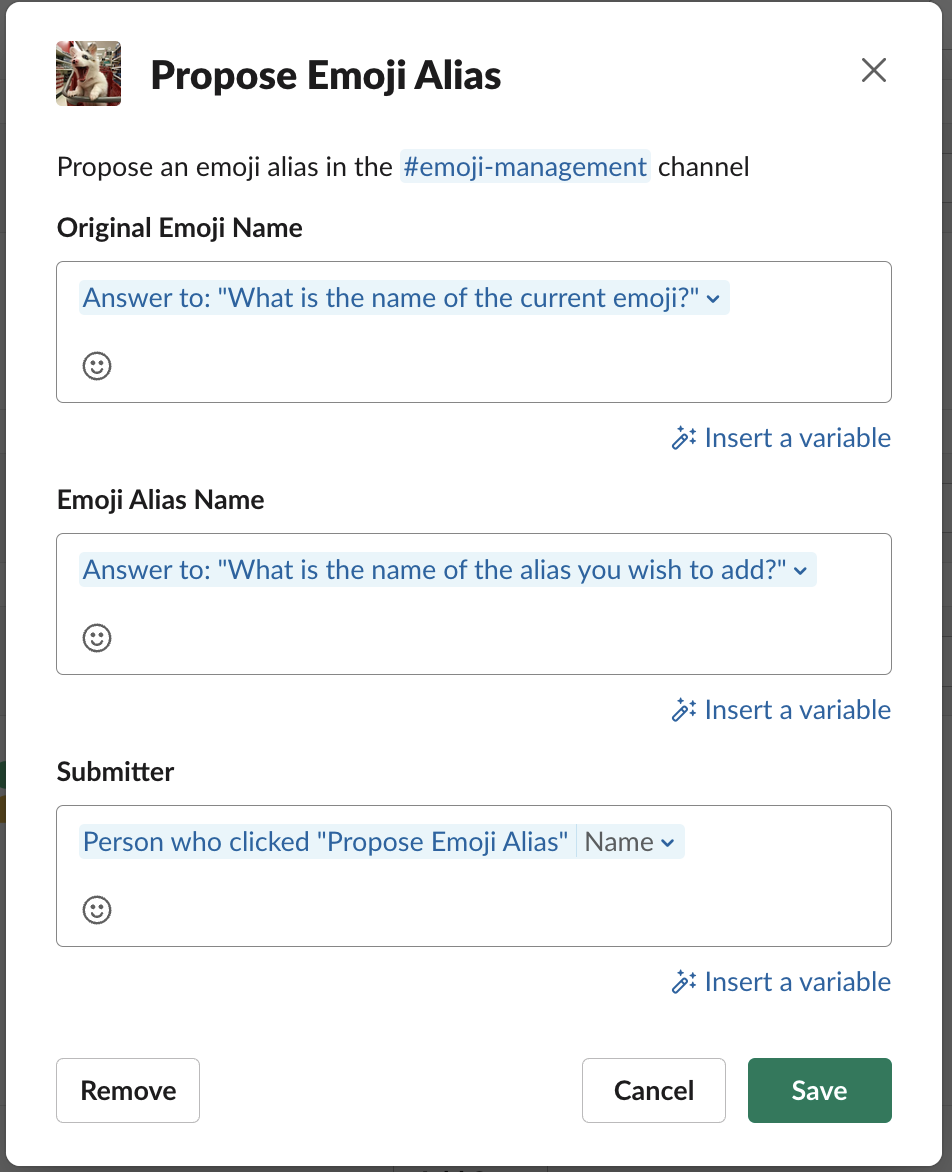 Propose Emoji Alias
Propose an emoji alias in the #emoji-management channel
Original Emoji Name
Answer to: "What is the name of the current emoji?"
Insert a variable
Emoji Alias Name
Answer to: "What is the name of the alias you wish to add?"
Insert a variable
Submitter
Person who clicked "Propose Emoji Alias" Name
Insert a variable
Remove Cancel Save